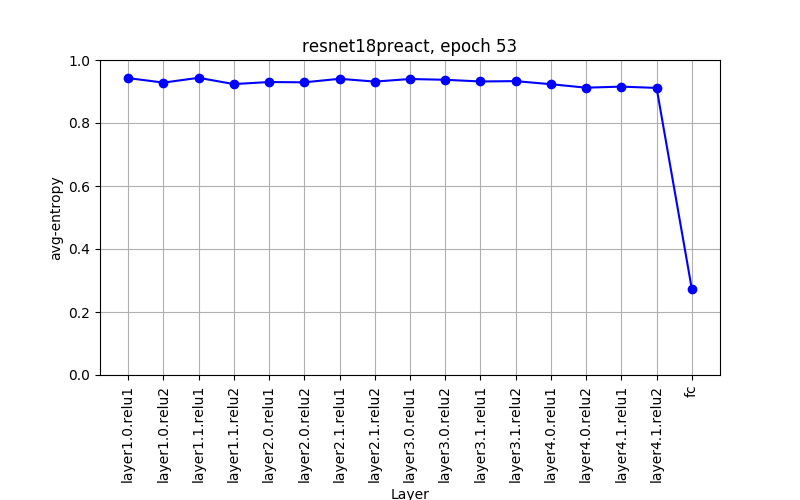 resnet18preact, epoch 53
avg-entropy
1.0
0.8
0.6
0.4
0.2
0.0
layer1.0.relu1
layer1.0.relu2
layer1.1.relu1
layer1.1.relu2
layer2.0.relu1
layer2.0.relu2
layer2.1.relu1
layer2.1.relu2
layer3.0.relu1
layer3.0.relu2
layer3.1.relu1
layer3.1.relu2
layer4.0.relu1
layer4.0.relu2
layer4.1.relu1
layer4.1.relu2
fc
Layer